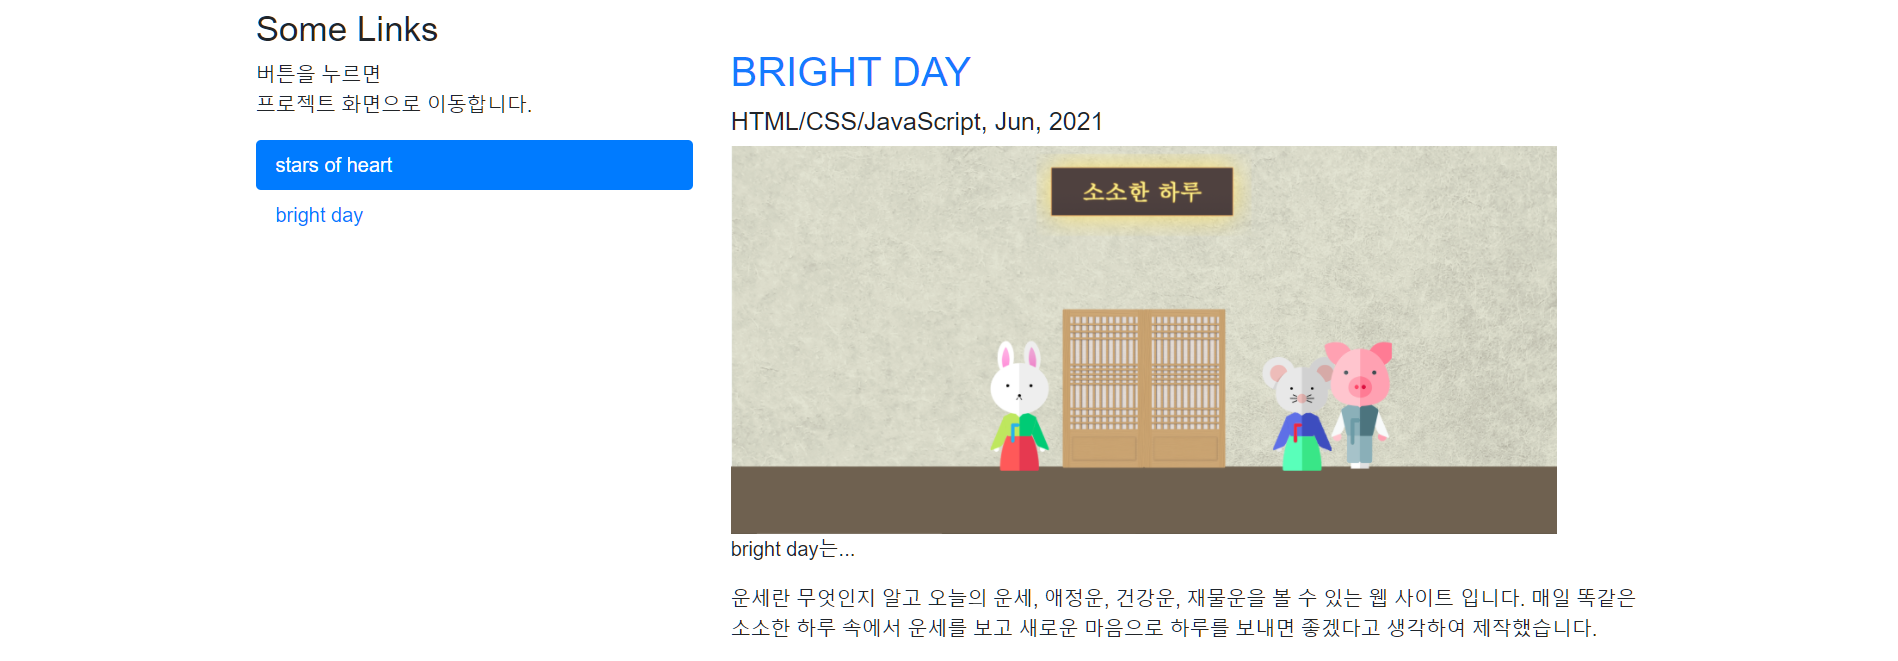 Some Links
버튼을 누르면
프로젝트 화면으로 이동합니다.
stars of heart
bright day
BRIGHT DAY
HTML/CSS/JavaScript, Jun, 2021
소소한 하루
bright day는...
운세란 무엇인지 알고 오늘의 운세, 애정운, 건강운, 재물운을 볼 수 있는 웹 사이트 입니다. 매일 똑같은
소소한 하루 속에서 운세를 보고 새로운 마음으로 하루를 보내면 좋겠다고 생각하여 제작했습니다.